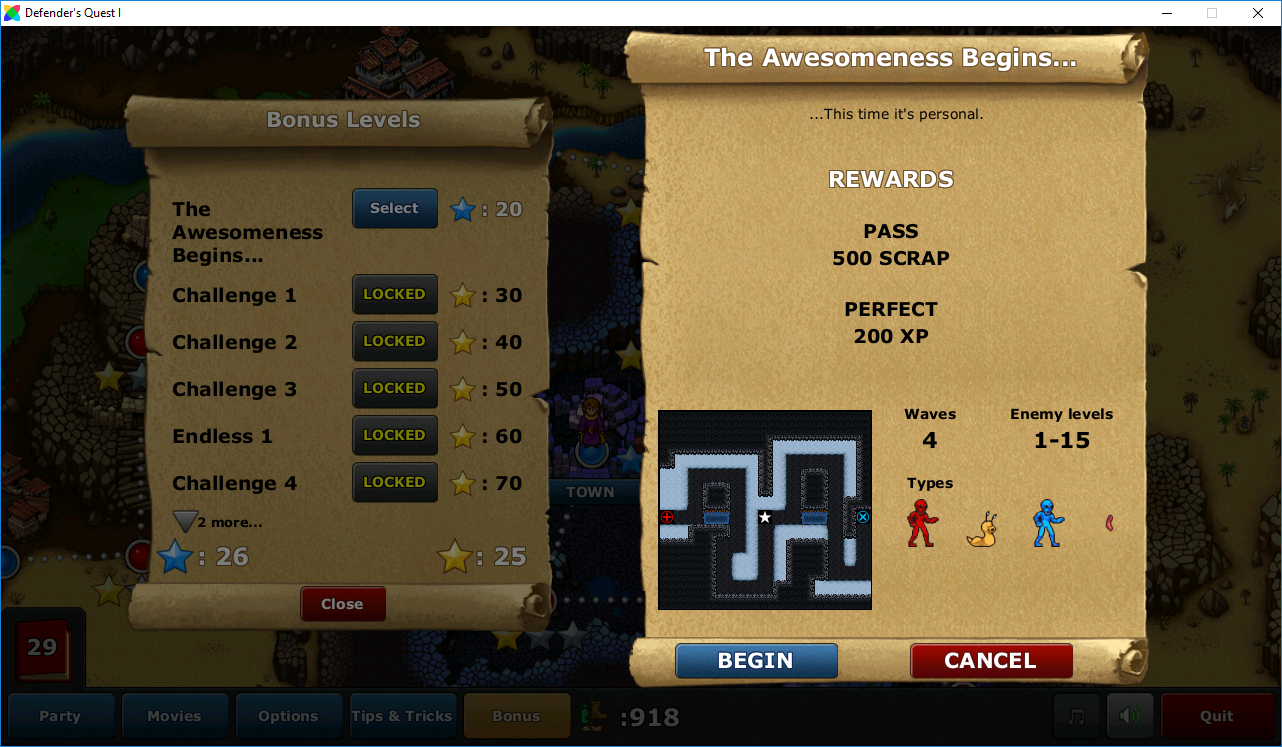 Defender's Quest I
Bonus Levels
The
Awesomeness
Begins...
Select
: 20
Challenge 1
LOCKED
: 30
Challenge 2
LOCKED
: 40
Challenge 3
LOCKED
: 50
Endless 1
LOCKED
: 60
Challenge 4
LOCKED
: 70
2 more...
: 26
: 25
Close
The Awesomeness Begins...
...This time it's personal.
REWARDS
PASS
500 SCRAP
PERFECT
200 XP
Waves
4
Enemy levels
1-15
Types
BEGIN
CANCEL
TOWN
29
Party
Movies
Options
Tips & Tricks
Bonus
:918
Quit